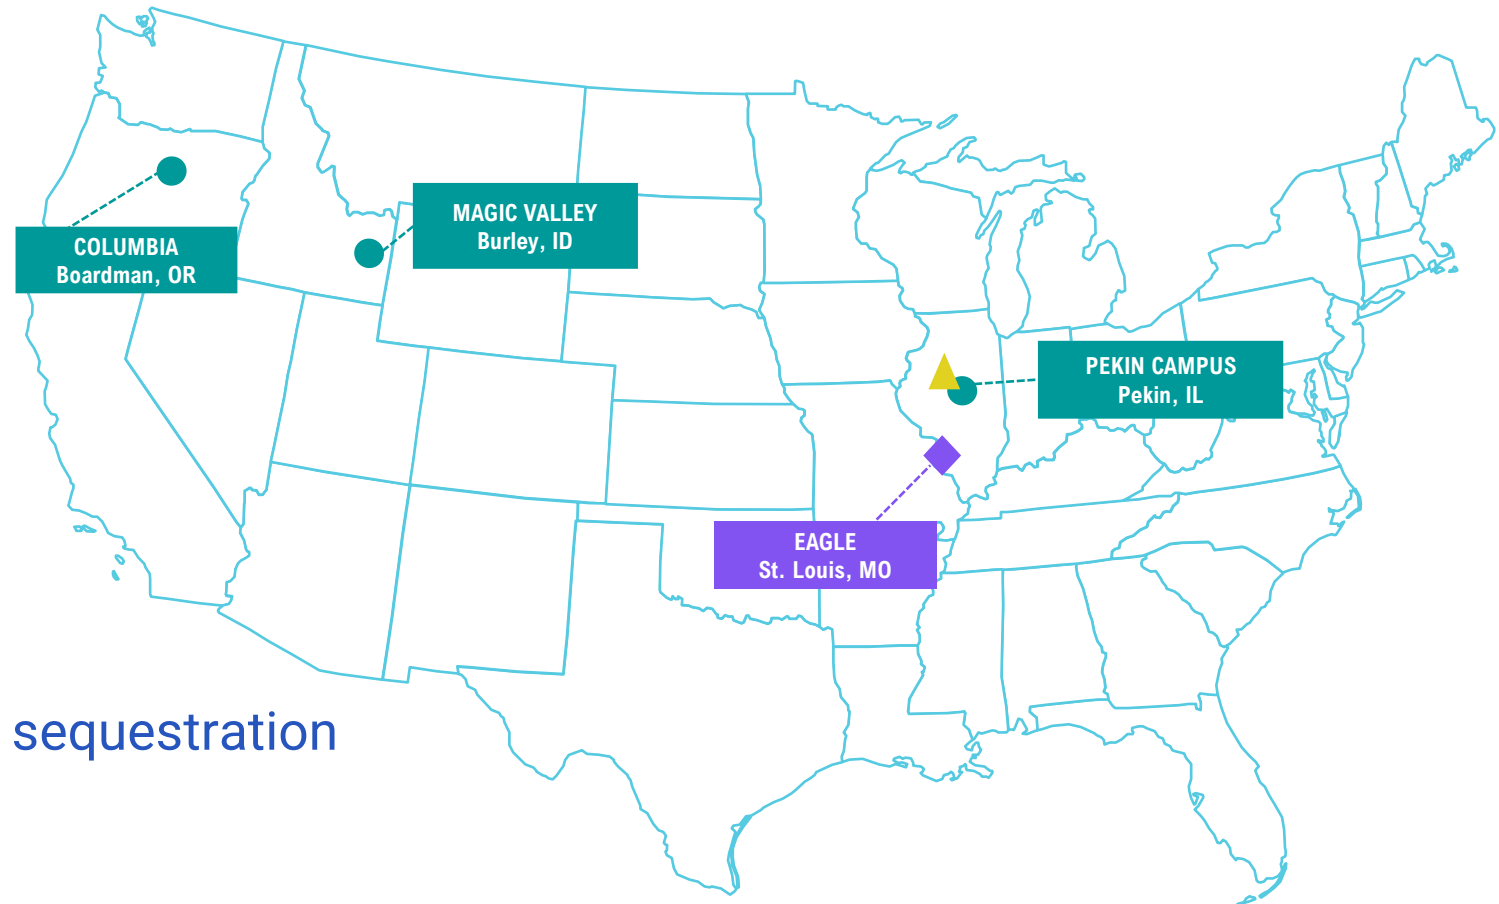 MAGIC VALLEY
Burley, ID
COLUMBIA
Boardman, OR
PEKIN CAMPUS
Pekin, IL
EAGLE
St. Louis, MO
sequestration